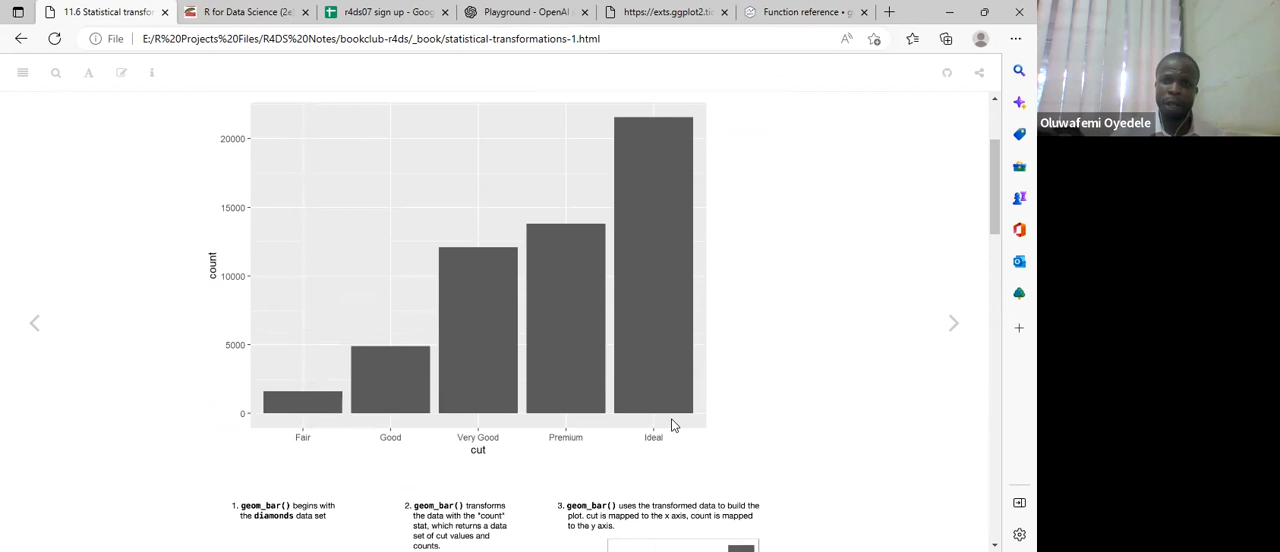 11.6 Statistical transfor
R for Data Science (2e)
r4ds07 sign up - Goog
Playground - OpenAI
https://exts.ggplot2.tid
Function reference • g
File
E:/R%20Projects%20Files/R4DS%20Notes/bookclub-r4ds/_book/statistical-transformations-1.html
Oluwafemi Oyedele
20000
15000
10000
5000
0
count
Fair
Good
Very Good
Premium
Ideal
cut
1. geom_bar() begins with
the diamonds data set
2. geom_bar() transforms
the data with the "count"
stat, which returns a data
set of cut values and
counts.
3. geom_bar() uses the transformed data to build the
plot. cut is mapped to the x axis, count is mapped
to the y axis.